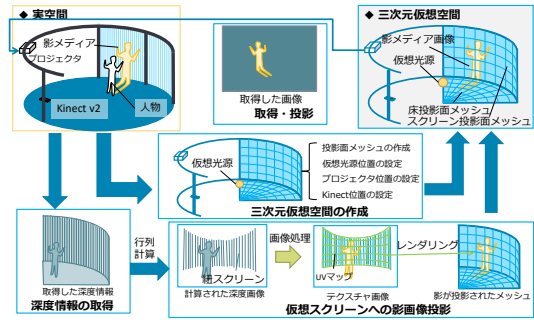 ◆ 実空間
影メディア
プロジェクタ
Kinect v2
人物
取得した画像
取得・投影
◆ 三次元仮想空間
影メディア画像
仮想光源
床投影面メッシュ
スクリーン投影面メッシュ
仮想光源
投影面メッシュの作成
仮想光源位置の設定
プロジェクタ位置の設定
Kinect位置の設定
三次元仮想空間の作成
取得した深度情報
深度情報の取得
行列
計算
紐スクリーン
計算された深度画像
画像処理
UVマップ
テクスチャ画像
レンダリング
影が投影されたメッシュ
仮想スクリーンへの影画像投影